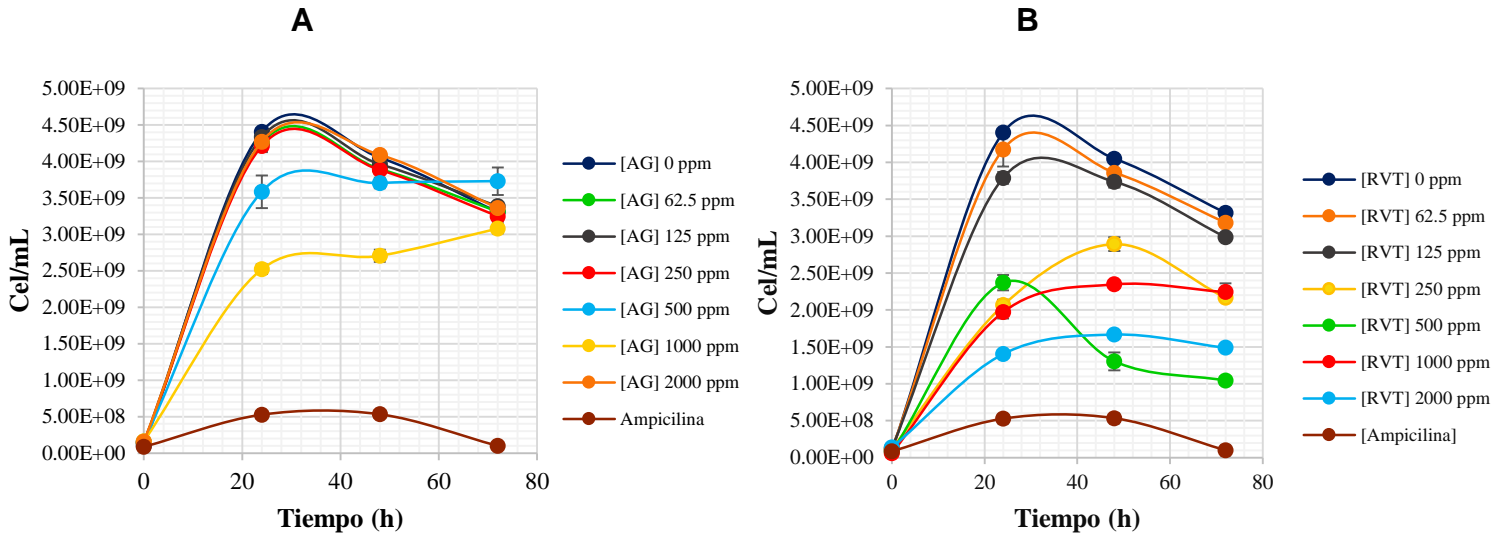 A
5.00E+09
4.50E+09
4.00E+09
3.50E+09
3.00E+09
2.50E+09
2.00E+09
1.50E+09
1.00E+09
5.00E+08
0.00E+00
Cel/mL
0 20 40 60 80
Tiempo (h)
[AG] 0 ppm
[AG] 62.5 ppm
[AG] 125 ppm
[AG] 250 ppm
[AG] 500 ppm
[AG] 1000 ppm
[AG] 2000 ppm
Ampicilina
B
5.00E+09
4.50E+09
4.00E+09
3.50E+09
3.00E+09
2.50E+09
2.00E+09
1.50E+09
1.00E+09
5.00E+08
0.00E+00
Cel/mL
0 20 40 60 80
Tiempo (h)
[RVT] 0 ppm
[RVT] 62.5 ppm
[RVT] 125 ppm
[RVT] 250 ppm
[RVT] 500 ppm
[RVT] 1000 ppm
[RVT] 2000 ppm
[Ampicilina]